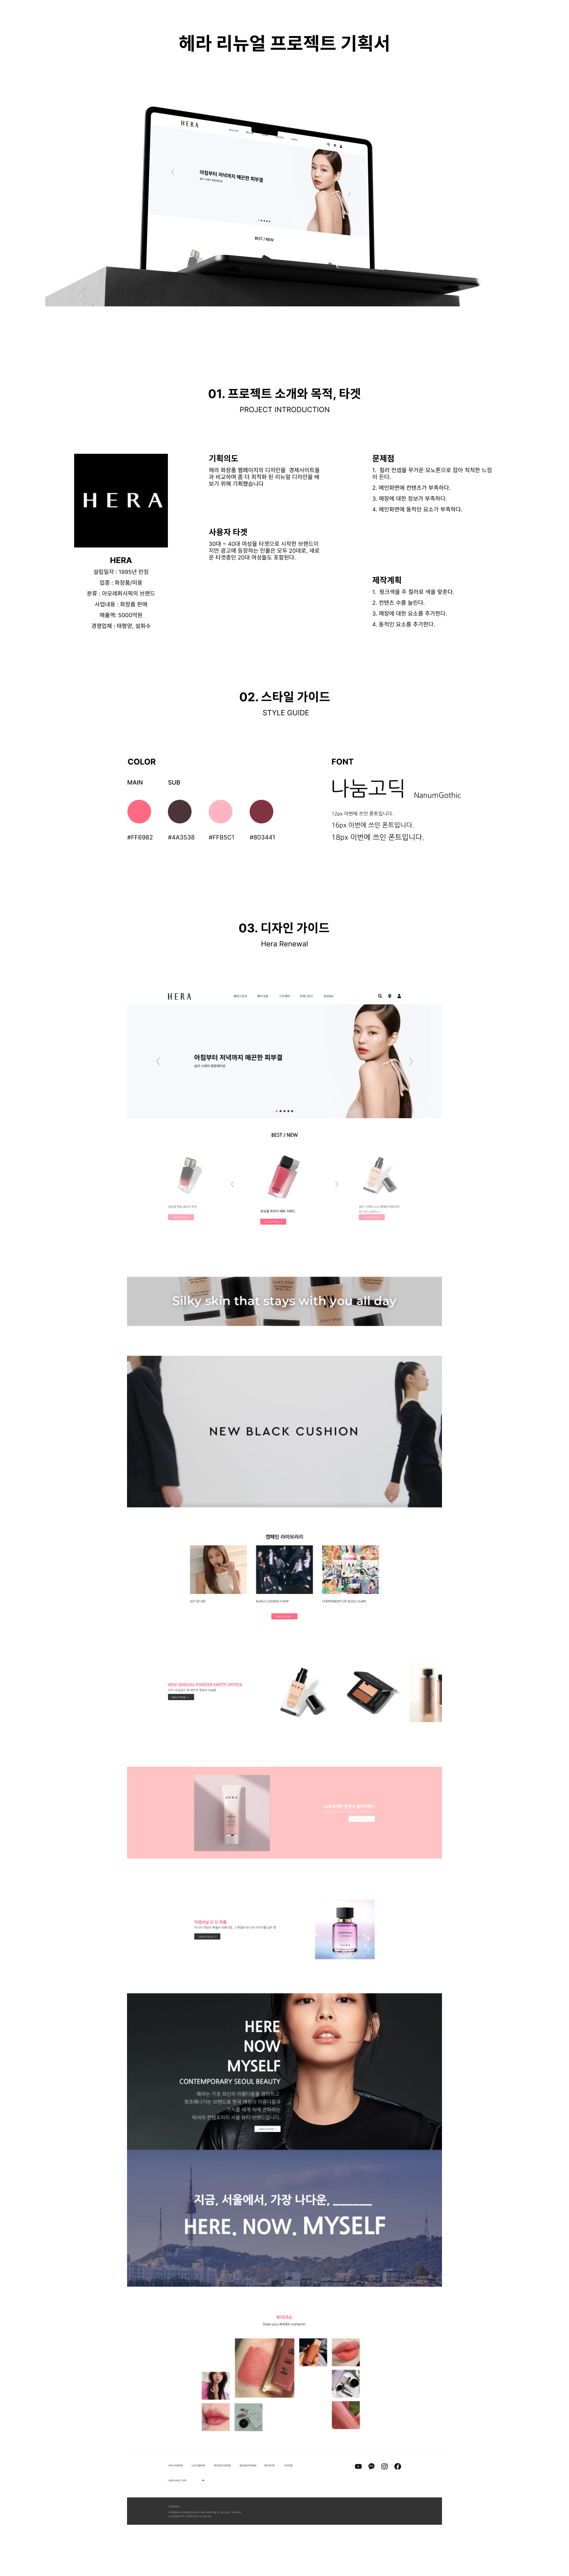 헤라 리뉴얼 프로젝트 기획서
HERA
아침부터 저녁까지 매끈한 피부결
BEST / NEW
01. 프로젝트 소개와 목적, 타겟
PROJECT INTRODUCTION
HERA
HERA
설립일자 : 1995년 런칭
업종 : 화장품/미용
분류 : 아모레퍼시픽의 브랜드
사업내용 : 화장품 판매
매출액: 5000억원
경쟁업체 : 태평양, 설화수
기획의도
헤라 화장품 웹페이지의 디자인을 경제사이트들
과 비교하며 좀 더 최적화 된 리뉴얼 디자인을 해
보기 위해 기획했습니다
사용자 타겟
30대 ~ 40대 여성을 타겟으로 시작한 브랜드이
지만 광고에 등장하는 인물은 모두 20대로, 새로
운 타겟층인 20대 여성들도 포함된다.
문제점
1. 컬러 컨셉을 무거운 모노톤으로 잡아 칙칙한 느낌
이 든다.
2. 메인화면에 컨텐츠가 부족하다.
3. 매장에 대한 정보가 부족하다.
4. 메인화면에 동적인 요소가 부족하다.
제작계획
1. 핑크색을 주 컬러로 색을 맞춘다.
2. 컨텐츠 수를 늘린다.
3. 매장에 대한 요소를 추가한다.
4. 동적인 요소를 추가한다.
02. 스타일 가이드
STYLE GUIDE
COLOR
MAIN SUB
#FF6982 #4A3538 #FFB5C1 #803441
FONT
나눔고딕 NanumGothic
12px 이번에 쓰인 폰트입니다.
16px 이번에 쓰인 폰트입니다.
18px 이번에 쓰인 폰트입니다.
03. 디자인 가이드
Hera Renewal
HERA
아침부터 저녁까지 매끈한 피부결
BEST / NEW
Silky skin that stays with you all day
NEW BLACK CUSHION
캠페인 라이브러리
NEW SENSUAL POWDER MATTE LIPSTICK
HERE
NOW
MYSELF
CONTEMPORARY SEOUL BEAUTY
지금, 서울에서, 가장 나다운, ______
HERE. NOW. MYSELF
#HERA